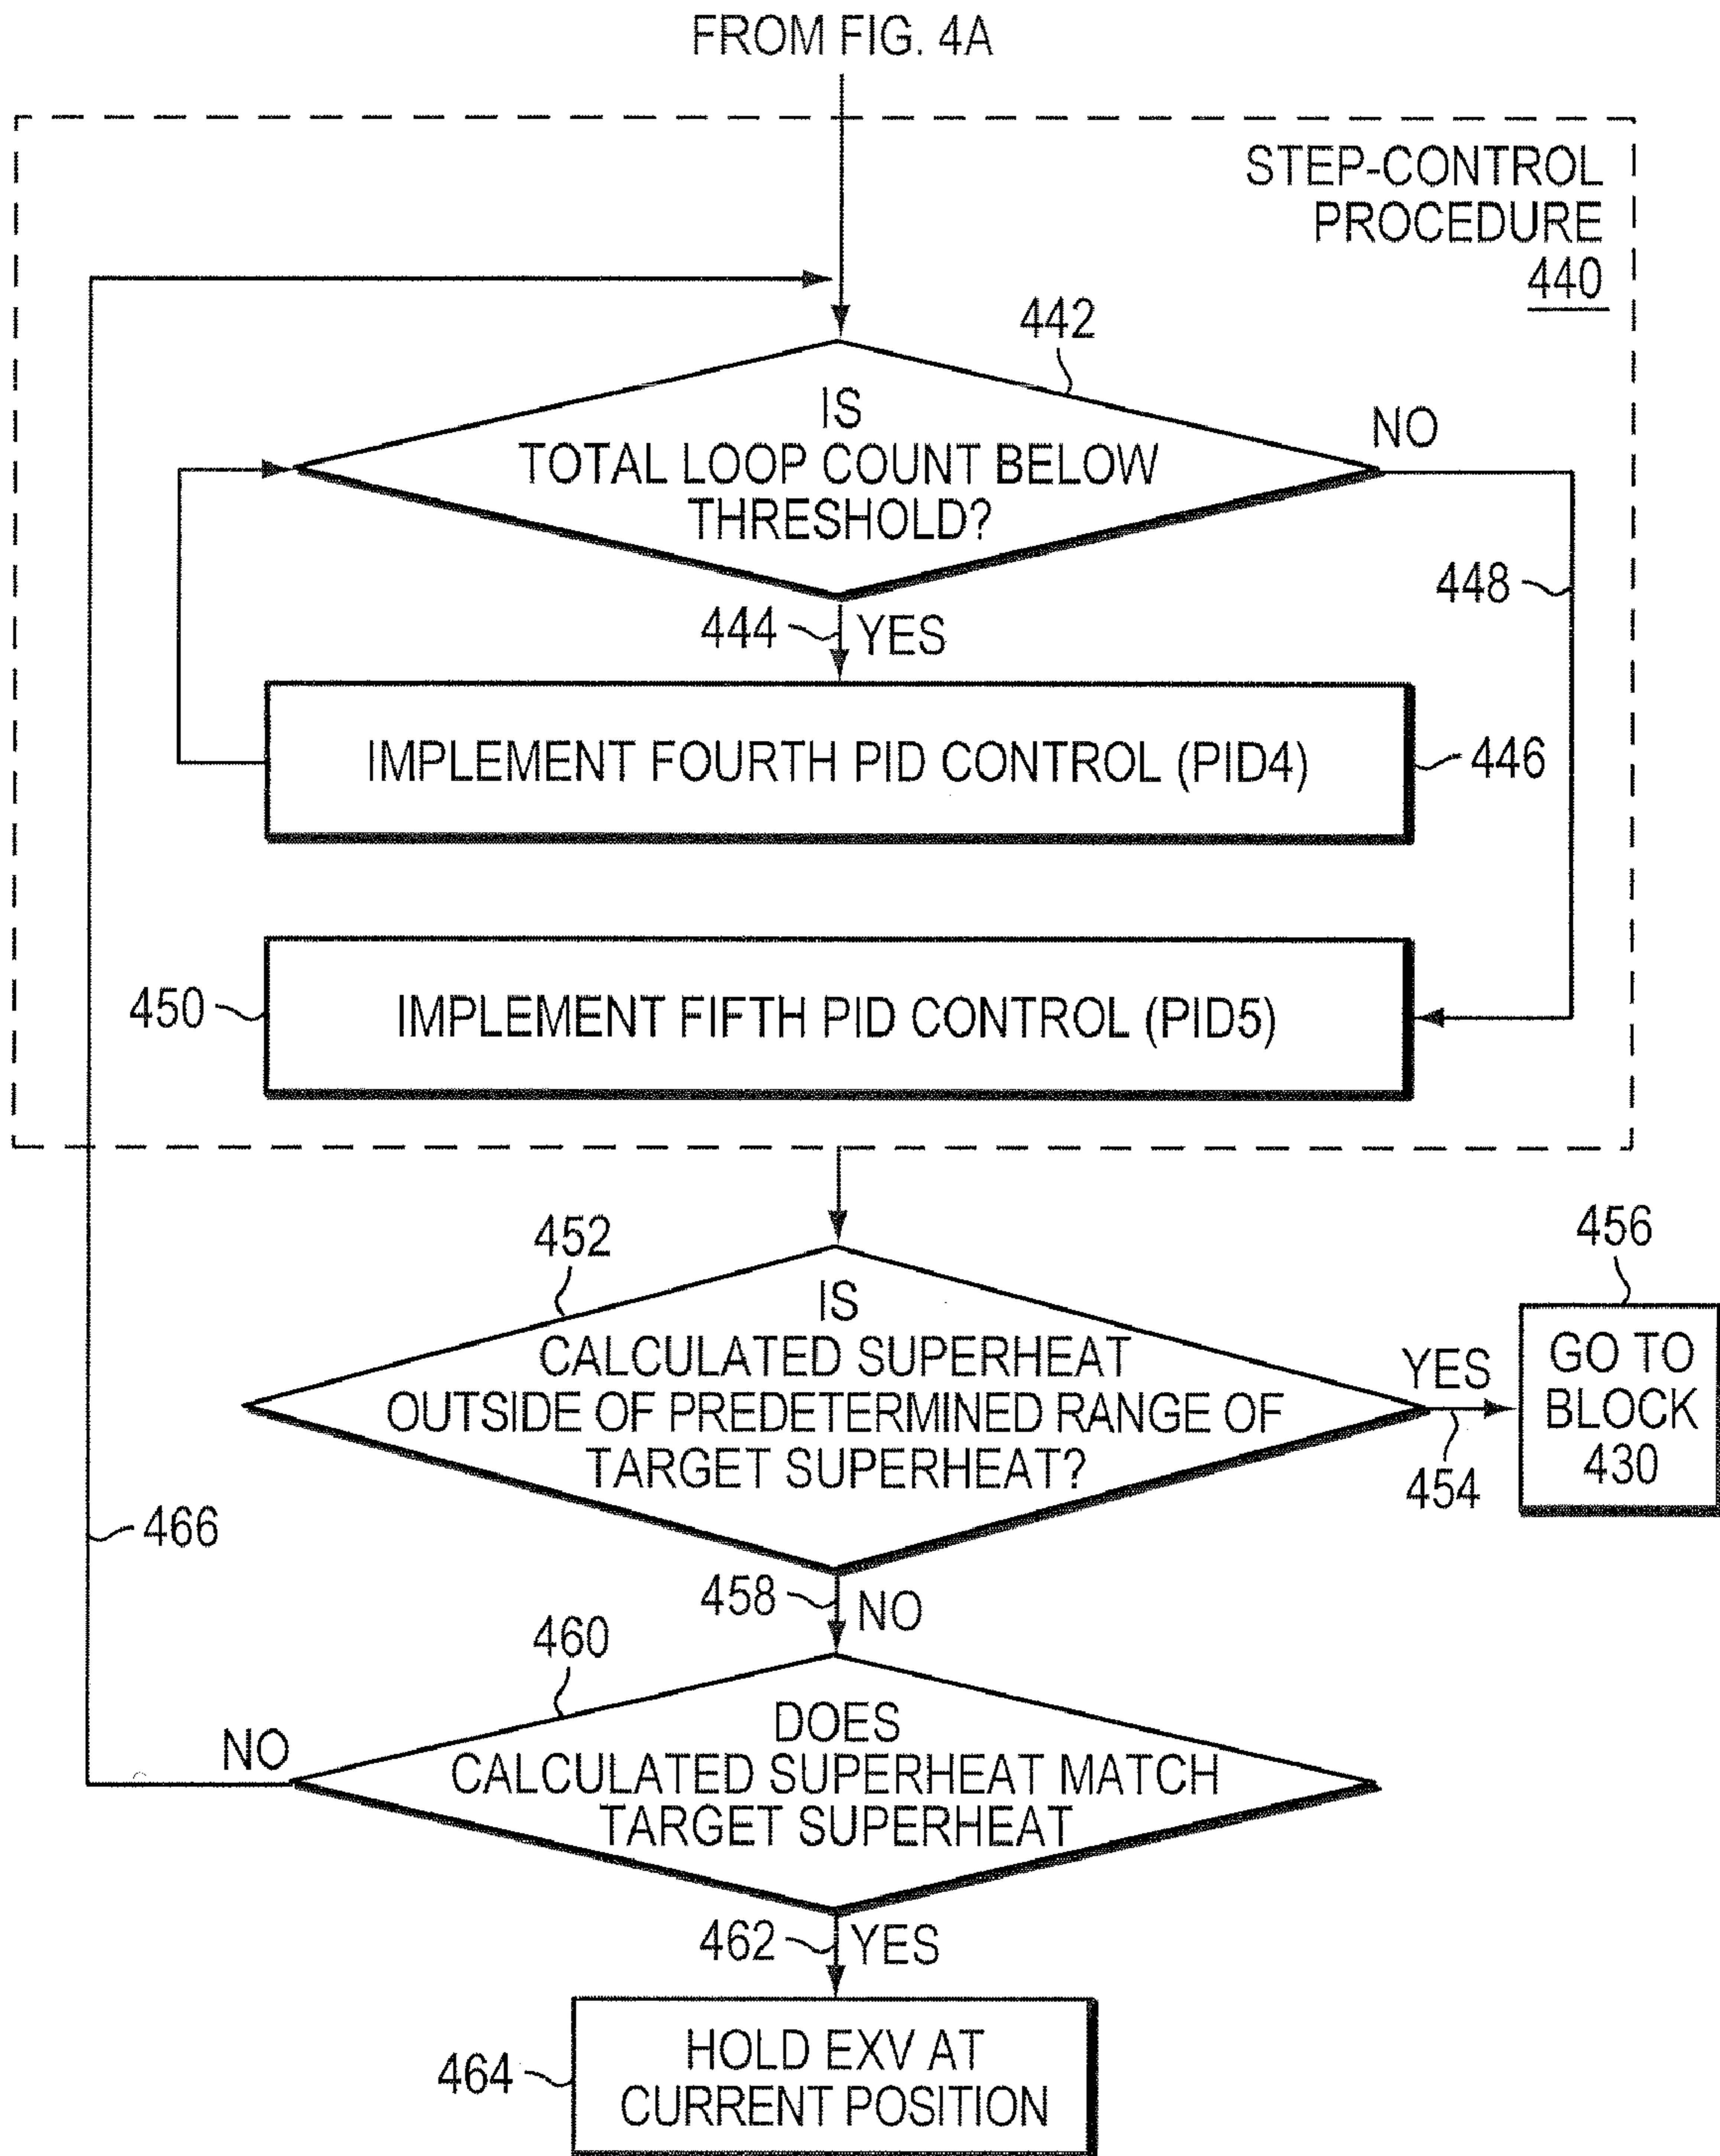 FROM FIG. 4A
STEP-CONTROL
PROCEDURE
440
442
IS
TOTAL LOOP COUNT BELOW
THRESHOLD?
NO
448
444
YES
IMPLEMENT FOURTH PID CONTROL (PID4)
446
450
IMPLEMENT FIFTH PID CONTROL (PID5)
452
IS
CALCULATED SUPERHEAT
OUTSIDE OF PREDETERMINED RANGE OF
TARGET SUPERHEAT?
YES
454
456
GO TO
BLOCK
430
466
458
NO
460
DOES
CALCULATED SUPERHEAT MATCH
TARGET SUPERHEAT
NO
462
YES
464
HOLD EXV AT
CURRENT POSITION